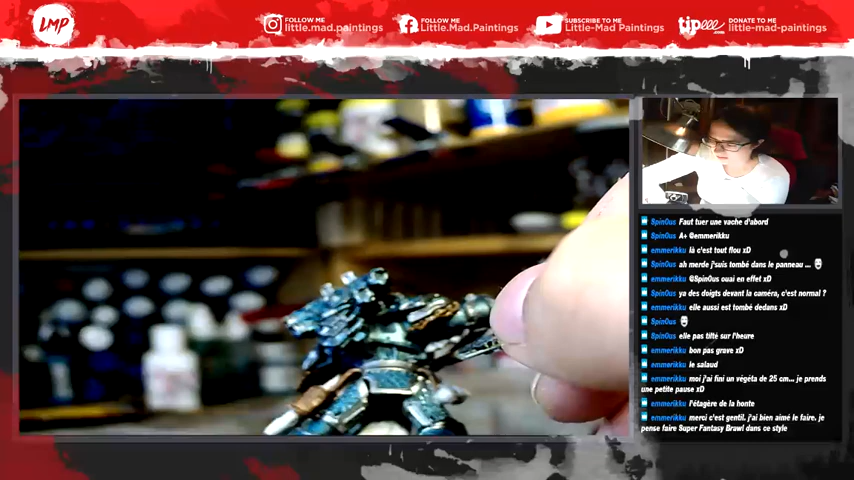 LMP
FOLLOW ME
little.mad.paintings
FOLLOW ME
Little.Mad.Paintings
SUBSCRIBE TO ME
Little-Mad Paintings
tipeee
.com
DONATE TO ME
little-mad-paintings
Spin0us Faut tuer une vache d'abord
Spin0us A+ @emmerikku
emmerikku là c'est tout flou xD
Spin0us ah merde j'suis tombé dans le panneau ...
emmerikku @Spin0us ouai en effet xD
Spin0us ya des doigts devant la caméra, c'est normal ?
emmerikku elle aussi est tombé dedans xD
Spin0us
Spin0us elle pas tilté sur l'heure
emmerikku bon pas grave xD
emmerikku le salaud
emmerikku moi j'ai fini un végéta de 25 cm... je prends
une petite pause xD
emmerikku l'étagère de la honte
emmerikku merci c'est gentil. j'ai bien aimé le faire. je
pense faire Super Fantasy Brawl dans ce style